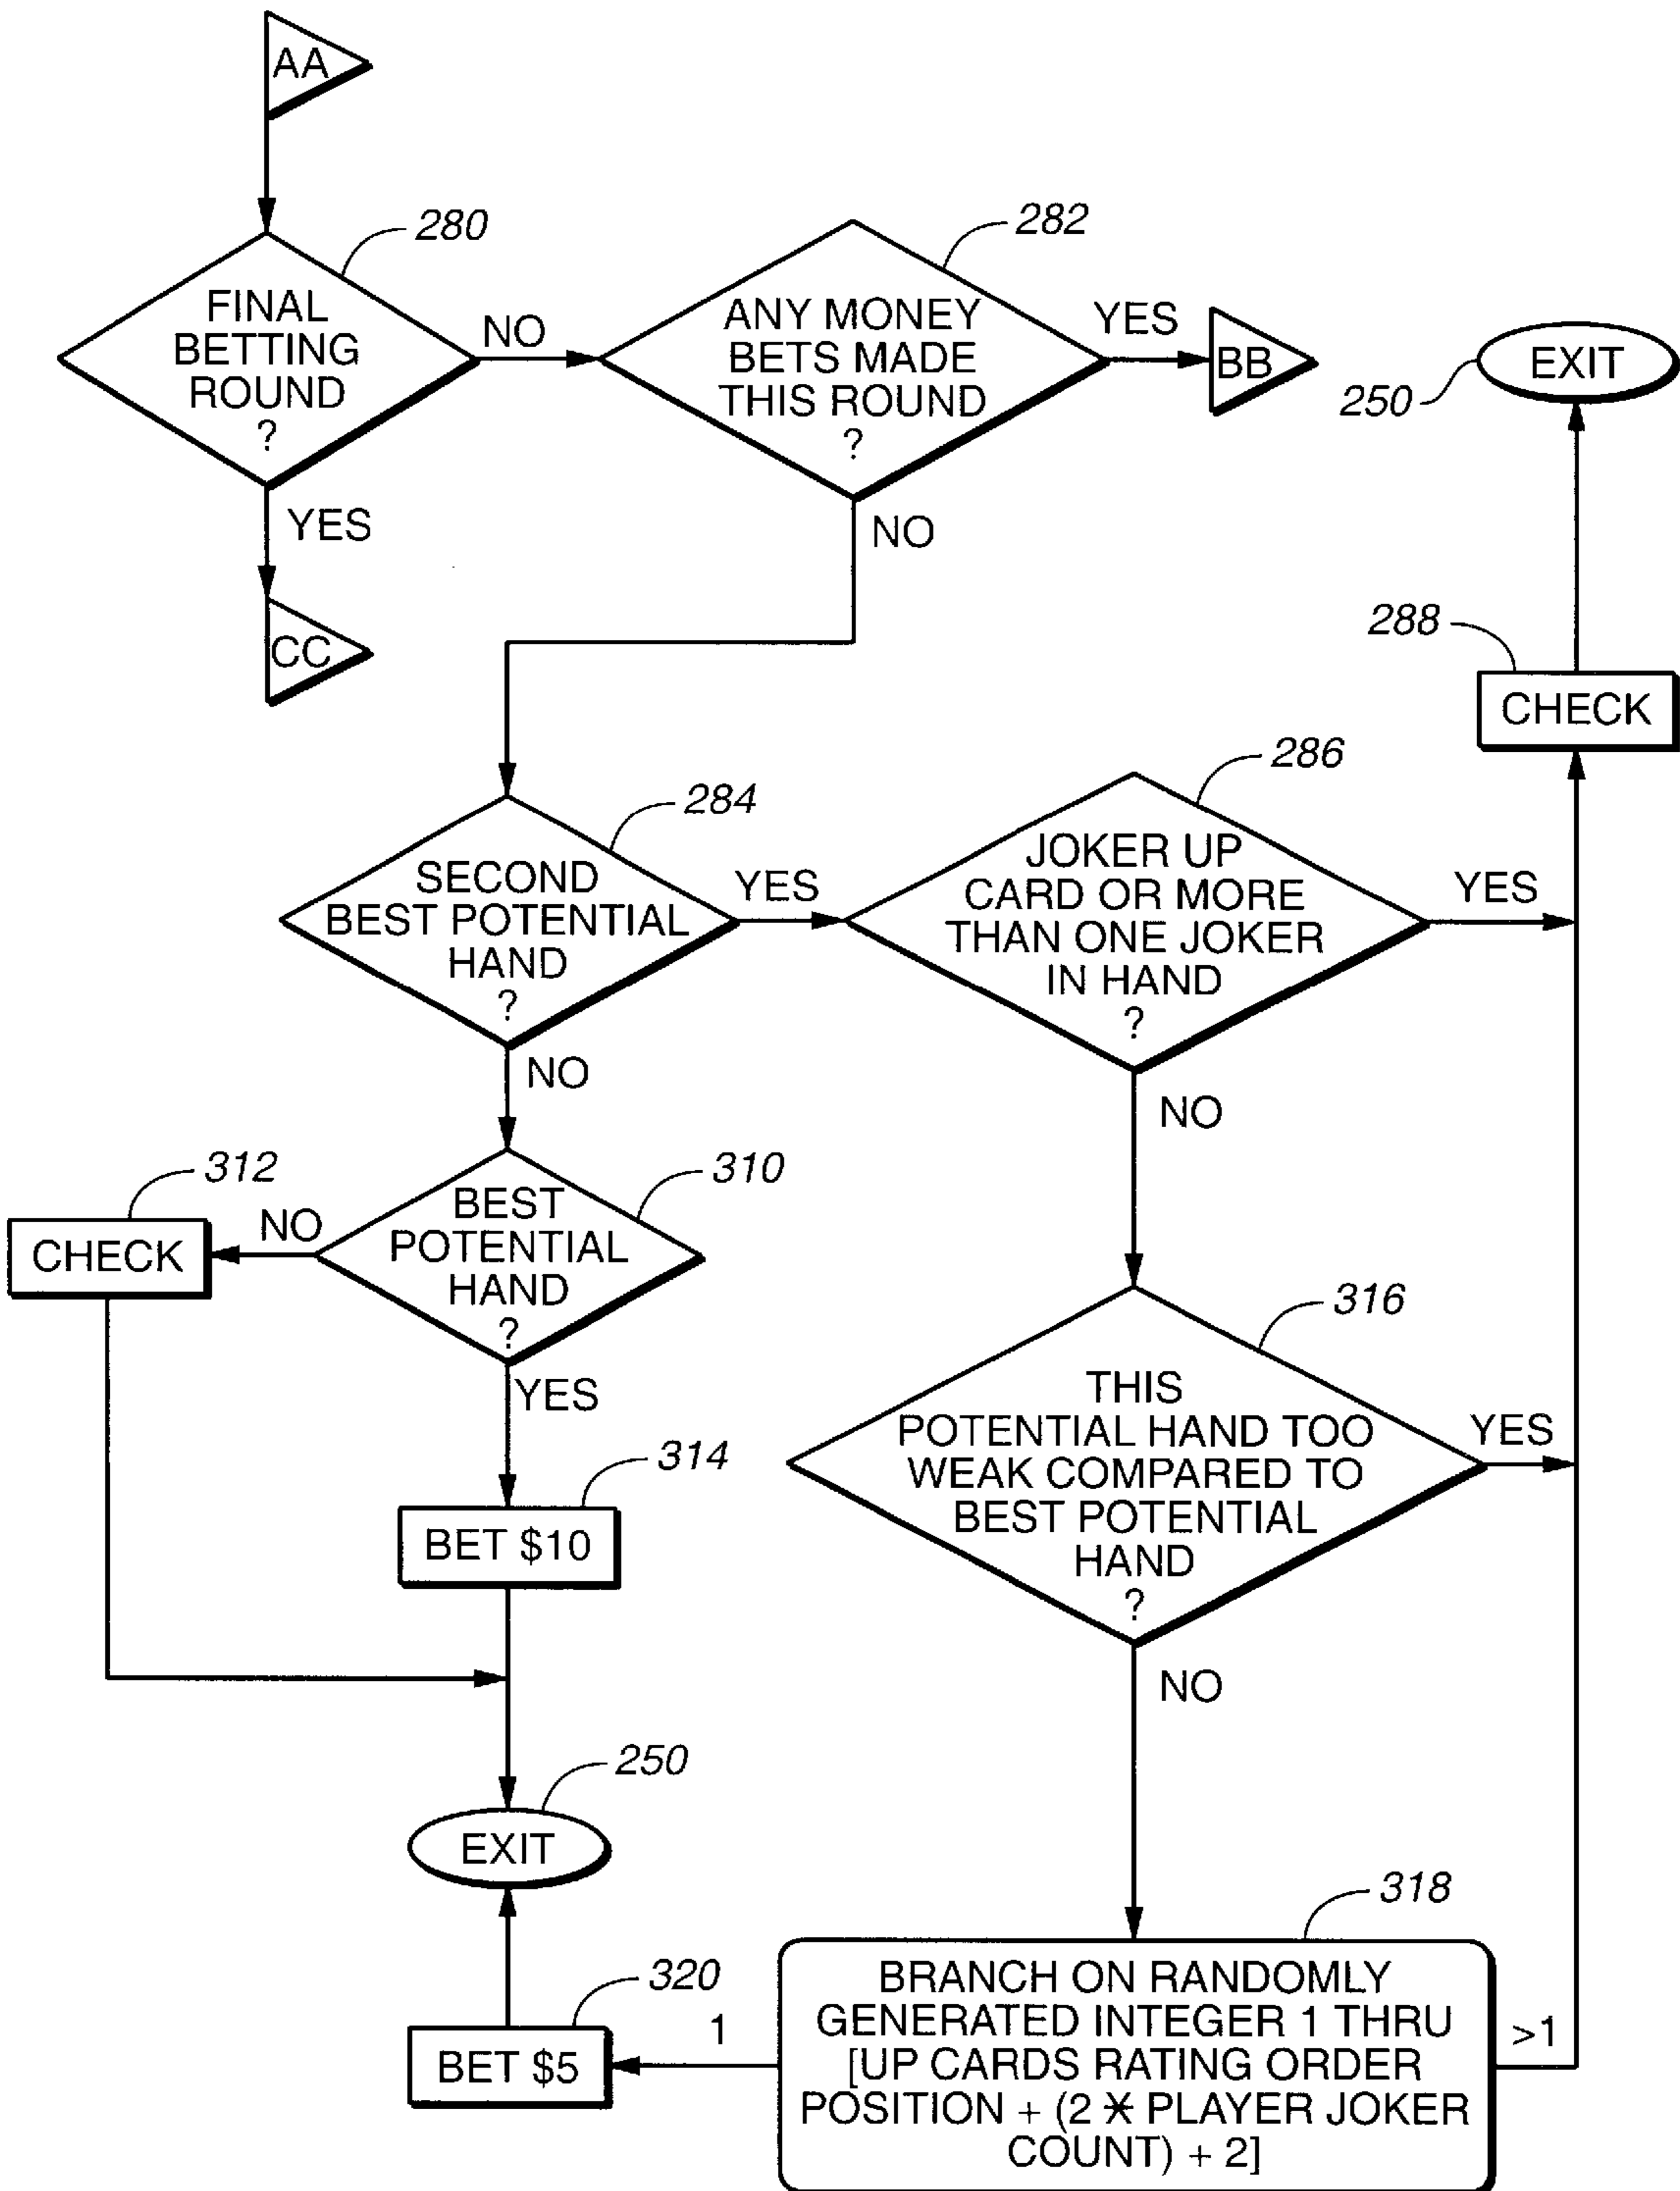 AA
280
FINAL
BETTING
ROUND
?
NO
YES
CC
282
ANY MONEY
BETS MADE
THIS ROUND
?
YES
BB
NO
EXIT
250
288
CHECK
284
SECOND
BEST POTENTIAL
HAND
?
YES
NO
286
JOKER UP
CARD OR MORE
THAN ONE JOKER
IN HAND
?
YES
NO
312
CHECK
NO
310
BEST
POTENTIAL
HAND
?
YES
314
BET $10
316
THIS
POTENTIAL HAND TOO
WEAK COMPARED TO
BEST POTENTIAL
HAND
?
YES
NO
250
EXIT
320
BET $5
1
318
BRANCH ON RANDOMLY
GENERATED INTEGER 1 THRU
[UP CARDS RATING ORDER
POSITION + (2 * PLAYER JOKER
COUNT) + 2]
>1